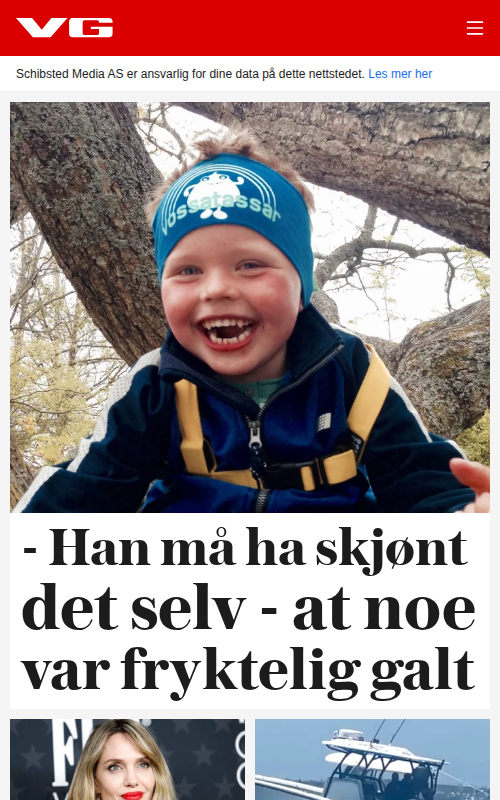 VG
Schibsted Media AS er ansvarlig for dine data på dette nettstedet. Les mer her
vossatassar
- Han må ha skjønt
det selv - at noe
var fryktelig galt